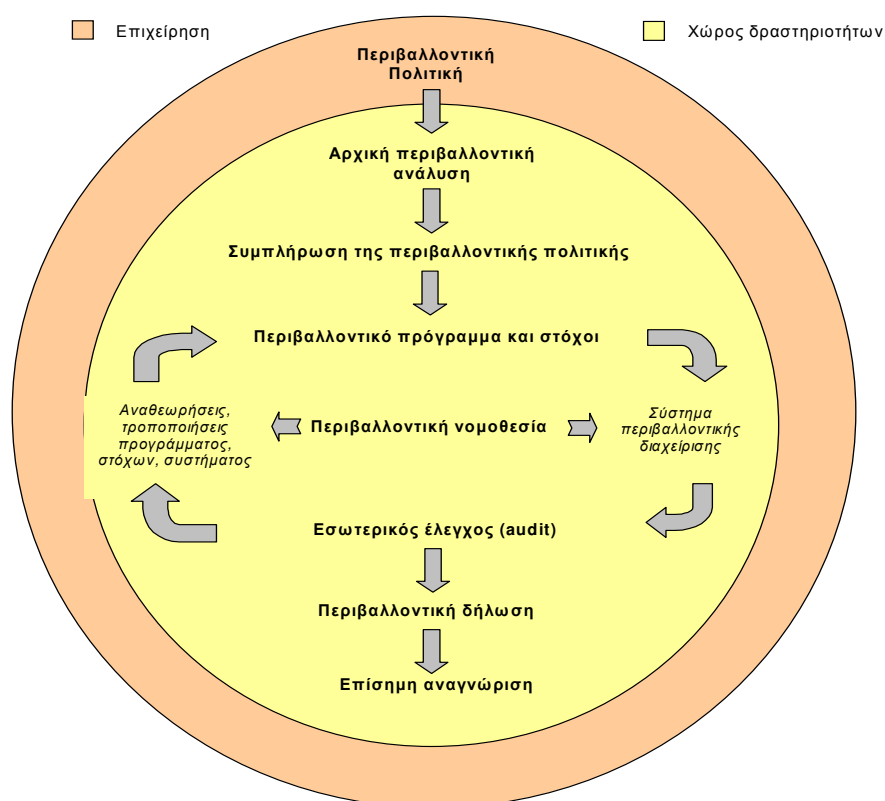 Επιχείρηση
Χώρος δραστηριοτήτων
Περιβαλλοντική
Πολιτική
Αρχική περιβαλλοντική
ανάλυση
Συμπλήρωση της περιβαλλοντικής πολιτικής
Περιβαλλοντικό πρόγραμμα και στόχοι
Αναθεωρήσεις,
τροποποιήσεις
προγράμματος,
στόχων, συστήματος
Περιβαλλοντική νομοθεσία
Σύστημα
περιβαλλοντικής
διαχείρισης
Εσωτερικός έλεγχος (audit)
Περιβαλλοντική δήλωση
Επίσημη αναγνώριση